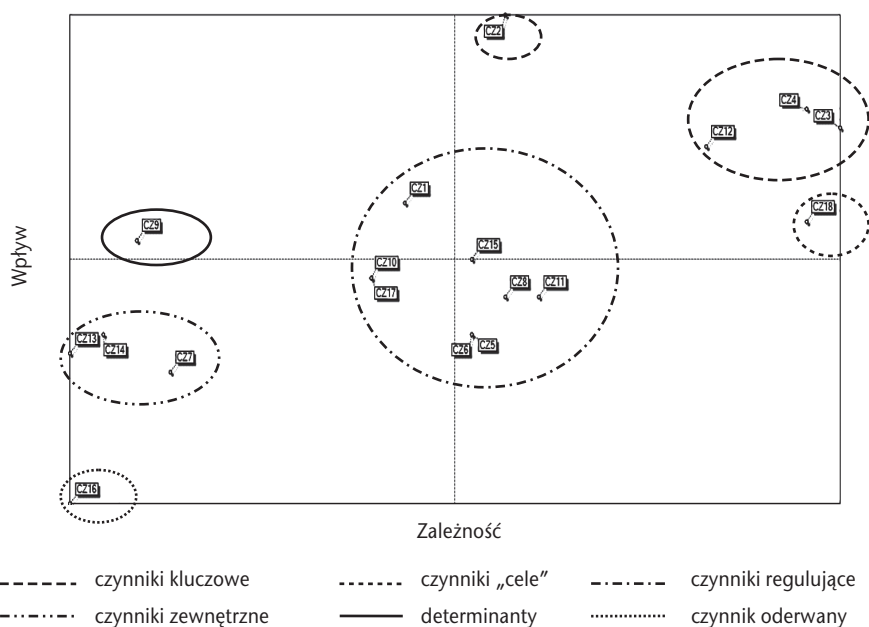 CZ2
CZ4
CZ3
CZ12
CZ1
CZ18
CZ9
CZ15
CZ10
CZ17
CZ8
CZ11
CZ13
CZ14
CZ7
CZ6
CZ5
CZ16
Wpływ
Zależność
czynniki kluczowe
czynniki „cele”
czynniki regulujące
czynniki zewnętrzne
determinanty
czynnik oderwany